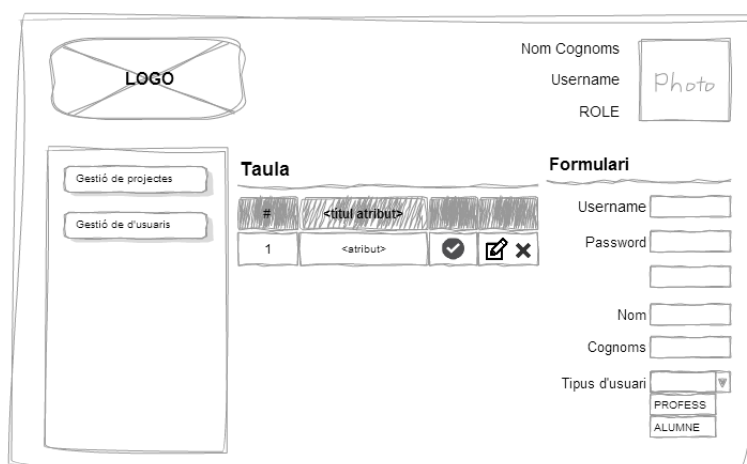 LOGO
Nom Cognoms
Username
ROLE
Photo
Gestió de projectes
Gestió de d'usuaris
Taula
# <títul atribut>
1 <atribut>
Formulari
Username
Password
Nom
Cognoms
Tipus d'usuari
PROFESS
ALUMNE